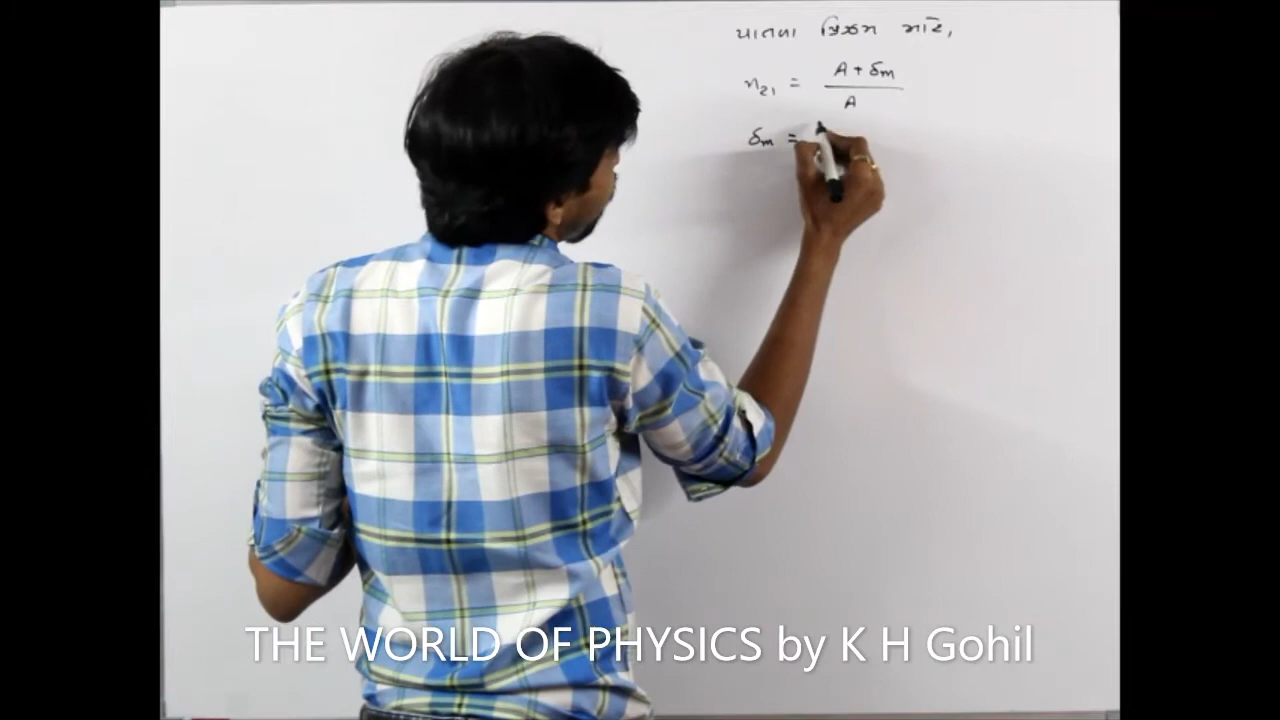 પાતળા પ્રિઝમ માટે,
n₂₁ = (A + δm) / A
δm =
THE WORLD OF PHYSICS by K H Gohil